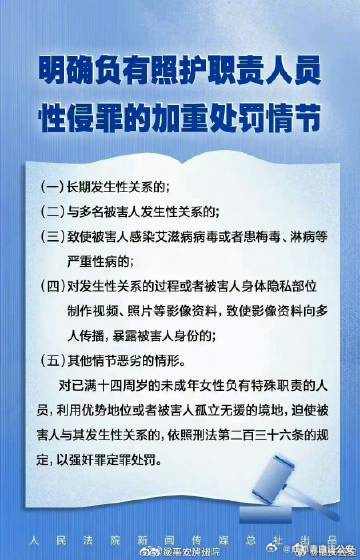 明确负有照护职责人员
性侵罪的加重处罚情节
（一）长期发生性关系的；
（二）与多名被害人发生性关系的；
（三）致使被害人感染艾滋病病毒或者患梅毒、淋病等
严重性病的；
（四）对发生性关系的过程或者被害人身体隐私部位
制作视频、照片等影像资料，致使影像资料向多
人传播，暴露被害人身份的；
（五）其他情节恶劣的情形。
对已满十四周岁的未成年女性负有特殊职责的人
员，利用优势地位或者被害人孤立无援的境地，迫使被
害人与其发生性关系的，依照刑法第二百三十六条的规
定，以强奸罪定罪处罚。
人民法院新闻传媒总社出品